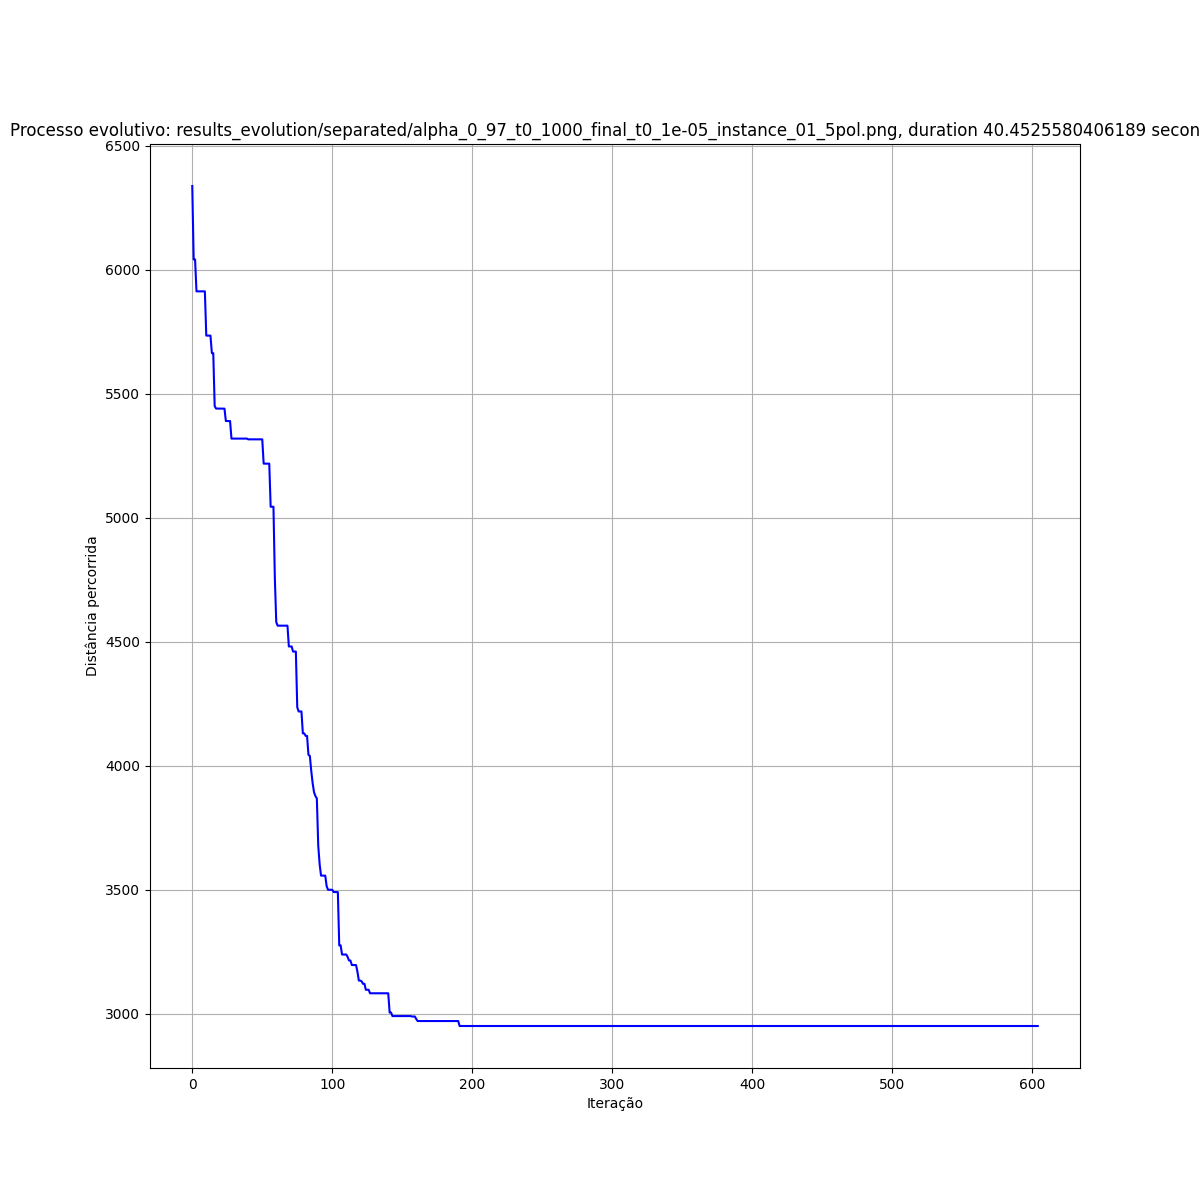 Processo evolutivo: results_evolution/separated/alpha_0_97_t0_1000_final_t0_1e-05_instance_01_5pol.png, duration 40.4525580406189 secon
6500
6000
5500
5000
4500
4000
3500
3000
Distância percorrida
0 100 200 300 400 500 600
Iteração